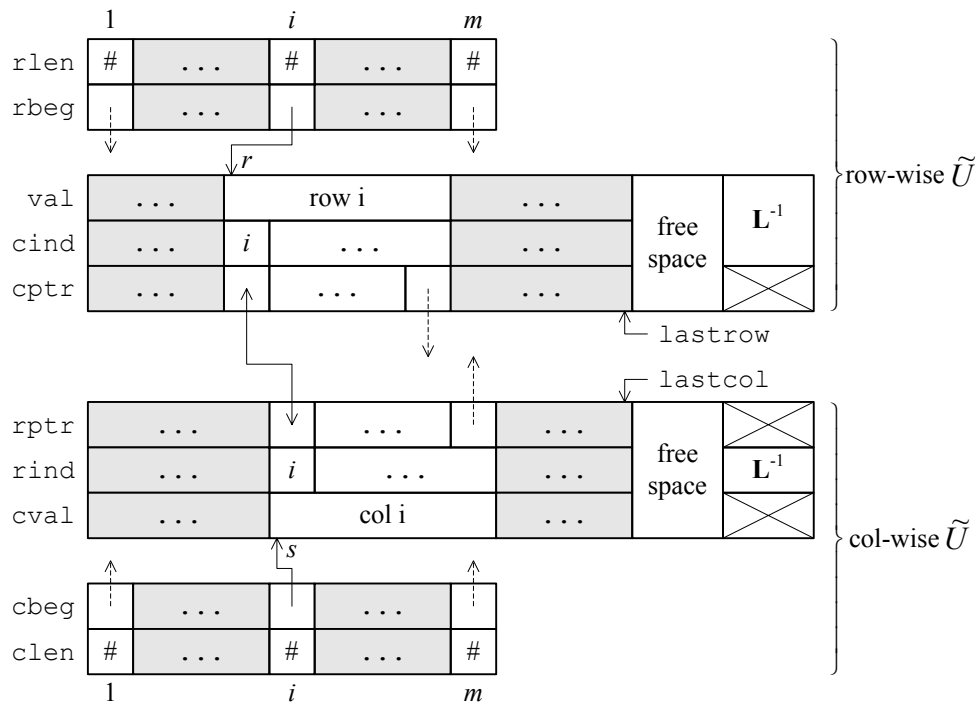 1 i m
rlen # ... # ... #
rbeg ... ...
r
val ... row i ...
cind ... i ... ...
cptr ... ... ...
free space
L⁻¹
row-wise Ũ
lastrow
lastcol
rptr ... ... ...
rind ... i ... ...
cval ... col i ...
free space
L⁻¹
col-wise Ũ
s
cbeg ... ...
clen # ... # ... #
1 i m